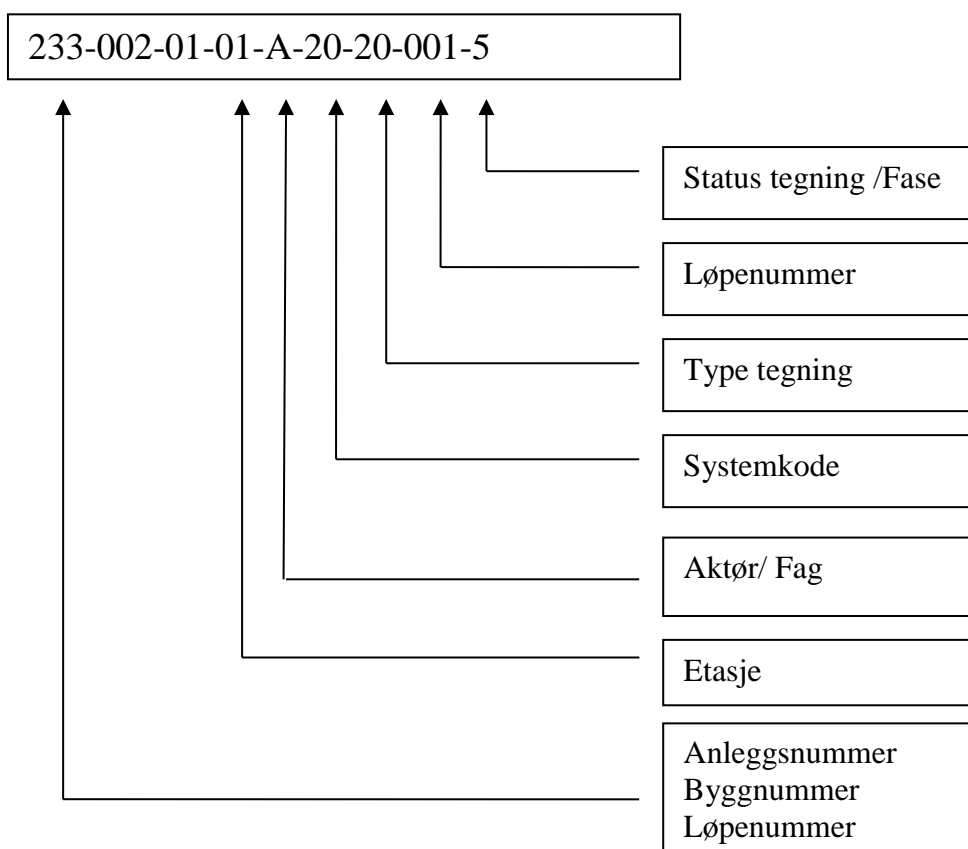 233-002-01-01-A-20-20-001-5
Status tegning /Fase
Løpenummer
Type tegning
Systemkode
Aktør/ Fag
Etasje
Anleggsnummer
Byggnummer
Løpenummer